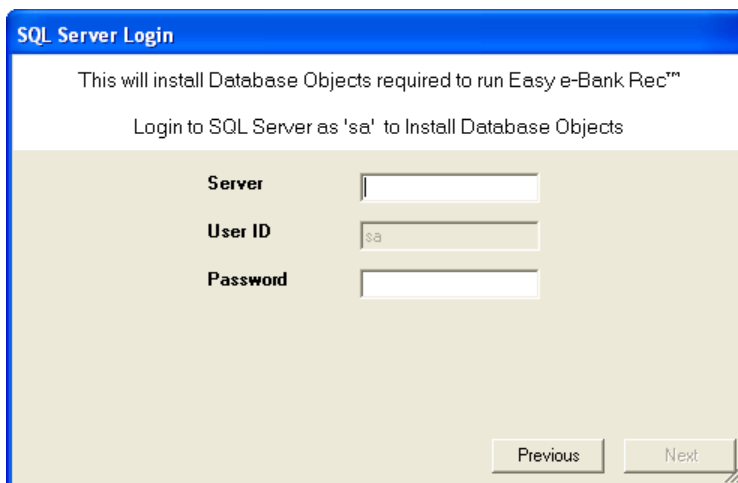 SQL Server Login
This will install Database Objects required to run Easy e-Bank Rec™
Login to SQL Server as 'sa' to Install Database Objects
Server
User ID sa
Password
Previous Next